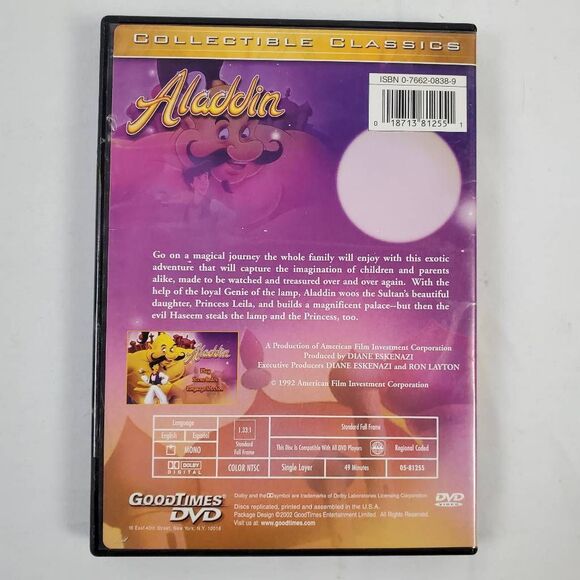 COLLECTIBLE CLASSICS
Aladdin
ISBN 0-7662-0838-9
0 18713 81255 1
Go on a magical journey the whole family will enjoy with this exotic
adventure that will capture the imagination of children and parents
alike, made to be watched and treasured over and over again. With the
help of the loyal Genie of the lamp, Aladdin woos the Sultan's beautiful
daughter, Princess Leila, and builds a magnificent palace--but then the
evil Haseem steals the lamp and the Princess, too.
Aladdin
Play
A Production of American Film Investment Corporation
Produced by DIANE ESKENAZI
Executive Producers DIANE ESKENAZI and RON LAYTON
© 1992 American Film Investment Corporation
Language
English Español
MONO
DOLBY
DIGITAL
1.33:1
Standard
Full Frame
COLOR NTSC
Standard Full Frame
This Disc is Compatible With All DVD Players
Regional Coded
Single Layer
49 Minutes
05-81255
GOODTIMES
DVD
16 East 40th Street, New York, N.Y. 10016
Dolby and the DD symbol are trademarks of Dolby Laboratories Licensing Corporation.
Discs replicated, printed and assembled in the U.S.A.
Package Design ©2002 GoodTimes Entertainment Limited. All Rights Reserved
Visit us at: www.goodtimes.com
DVD
VIDEO